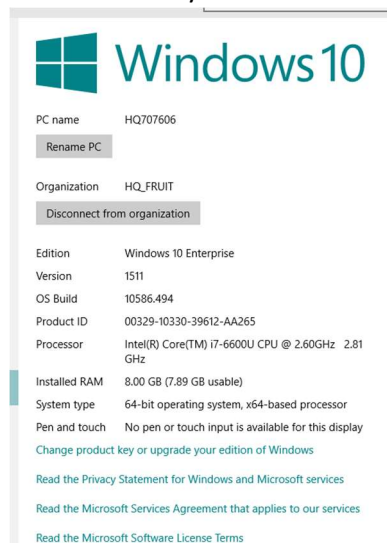 Windows 10
PC name HQ707606
Rename PC
Organization HQ_FRUIT
Disconnect from organization
Edition Windows 10 Enterprise
Version 1511
OS Build 10586.494
Product ID 00329-10330-39612-AA265
Processor Intel(R) Core(TM) i7-6600U CPU @ 2.60GHz 2.81
GHz
Installed RAM 8.00 GB (7.89 GB usable)
System type 64-bit operating system, x64-based processor
Pen and touch No pen or touch input is available for this display
Change product key or upgrade your edition of Windows
Read the Privacy Statement for Windows and Microsoft services
Read the Microsoft Services Agreement that applies to our services
Read the Microsoft Software License Terms